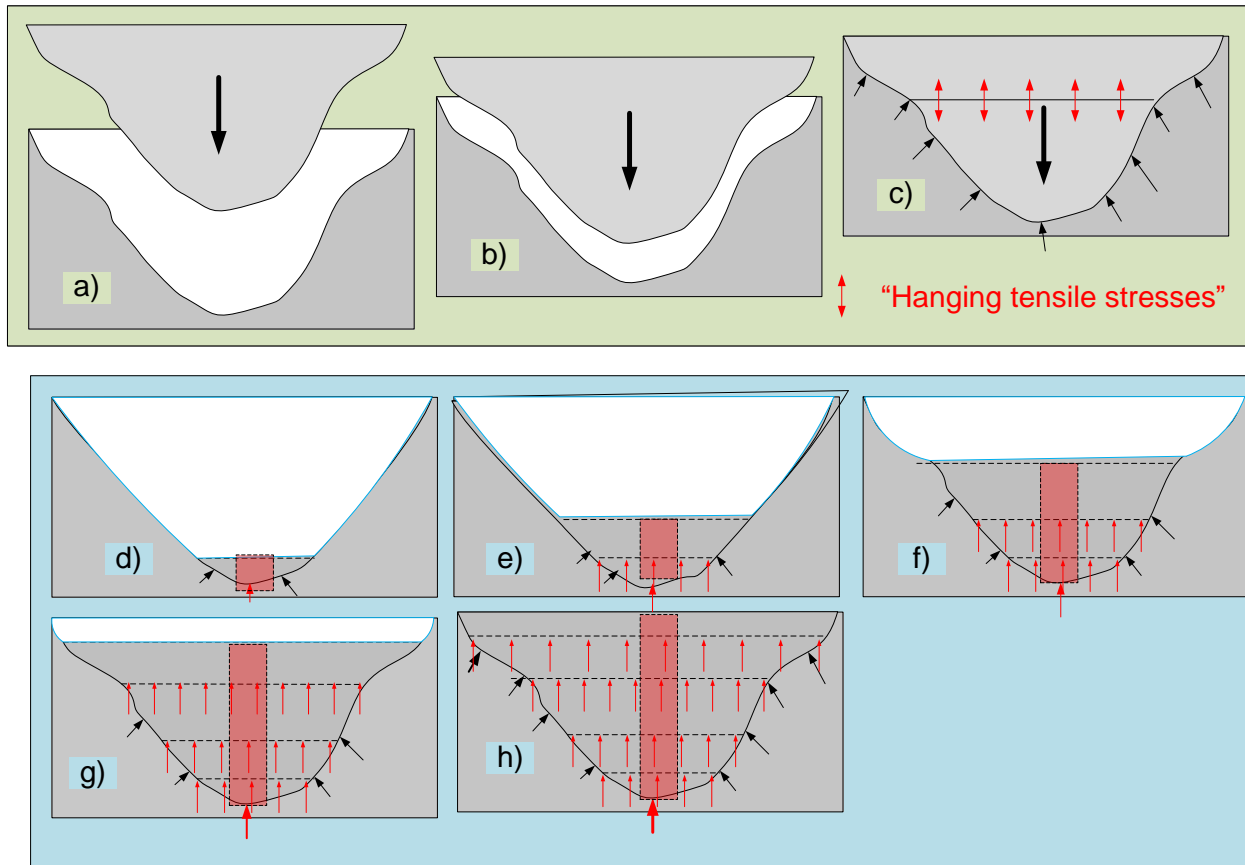 a)
b)
c)
“Hanging tensile stresses”
d)
e)
f)
g)
h)